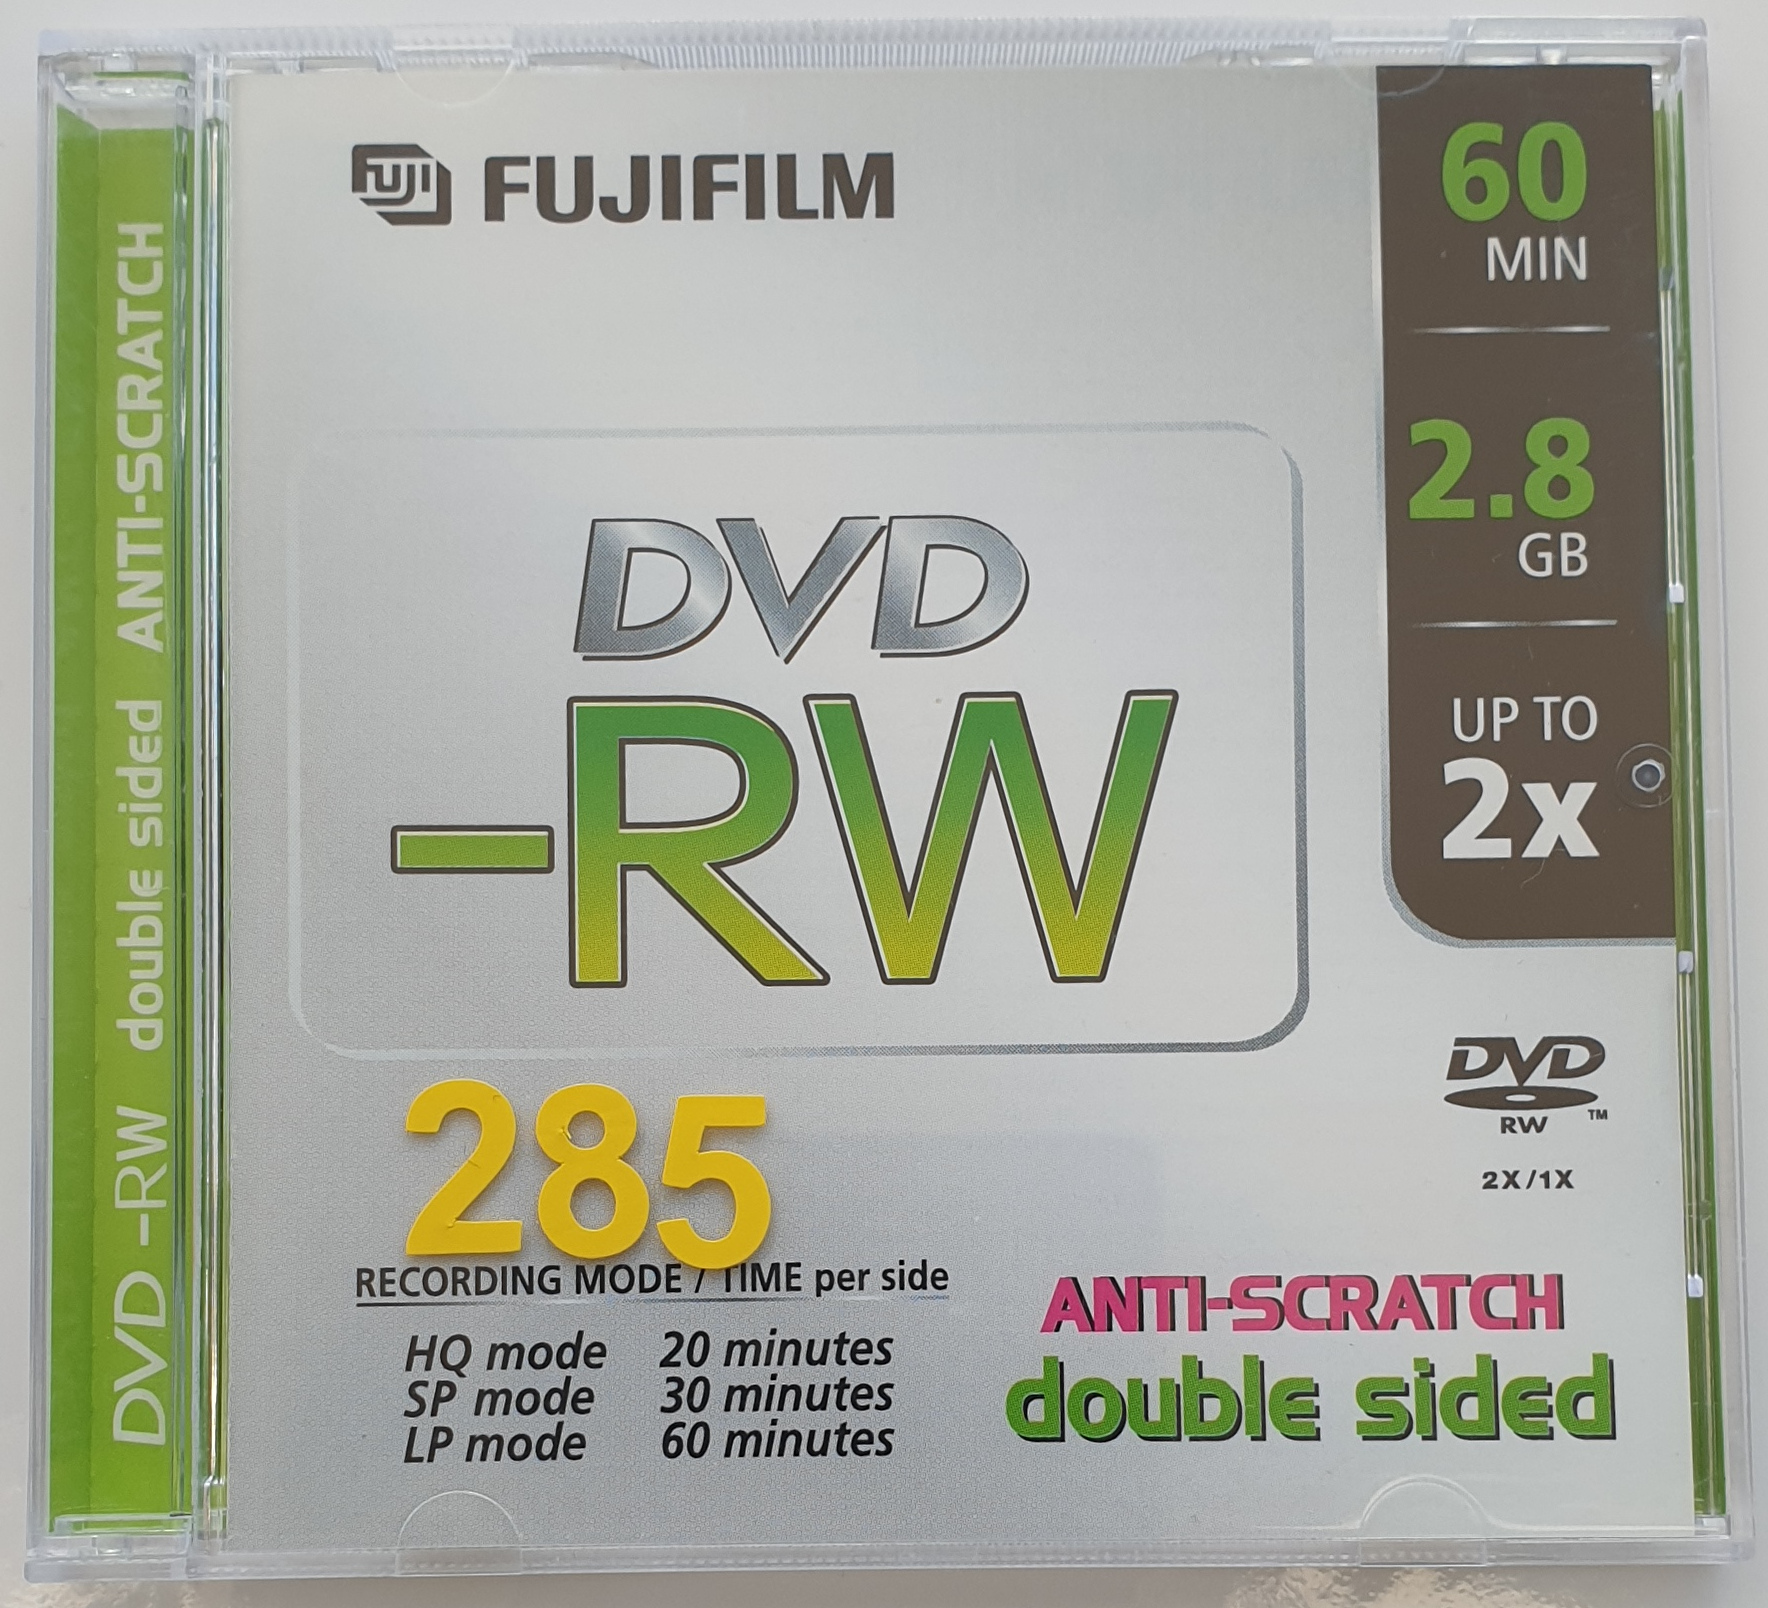 DVD -RW double sided ANTI-SCRATCH
FUJI FUJIFILM
60
MIN
2.8
GB
UP TO
2x
DVD
-RW
DVD
RW ™
2X/1X
285
RECORDING MODE / TIME per side
HQ mode 20 minutes
SP mode 30 minutes
LP mode 60 minutes
ANTI-SCRATCH
double sided